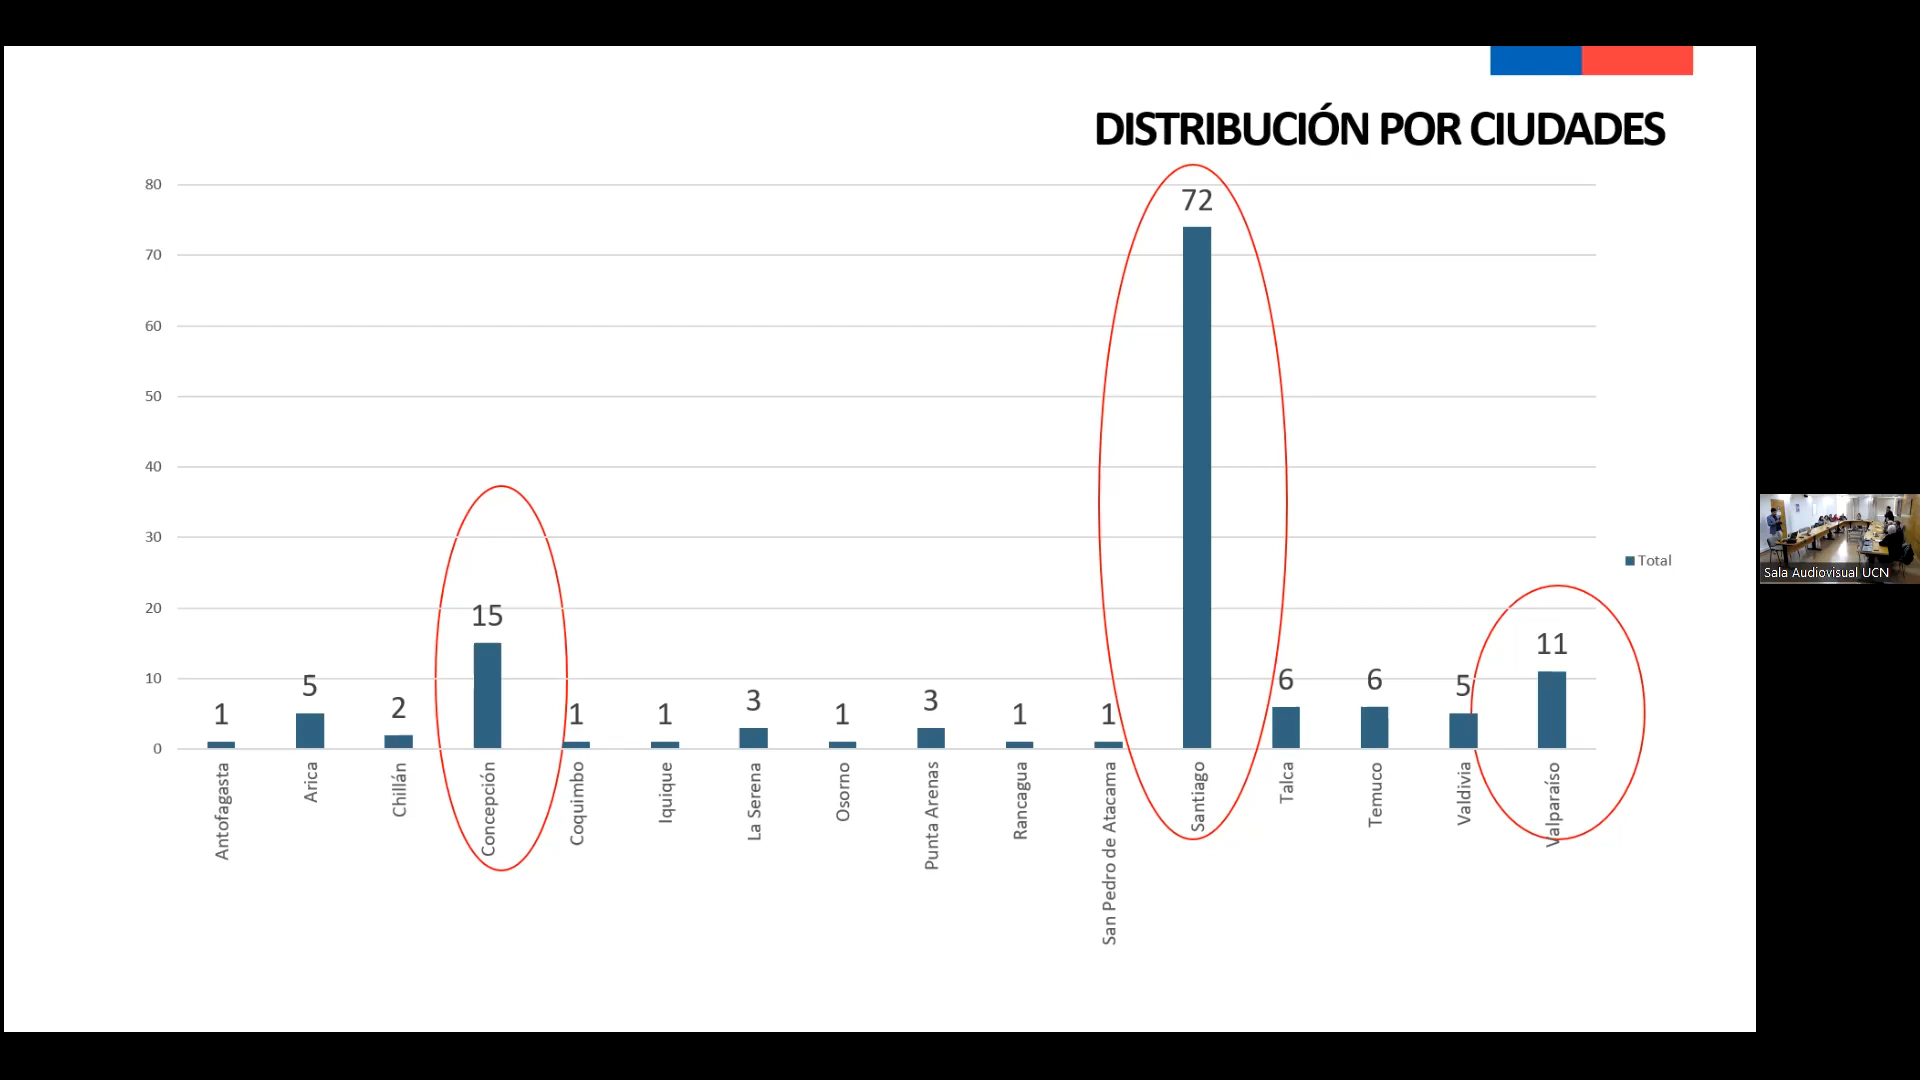 DISTRIBUCIÓN POR CIUDADES
80
70
60
50
40
30
20
10
0
1
5
2
15
1
1
3
1
3
1
1
72
6
6
5
11
Antofagasta
Arica
Chillán
Concepción
Coquimbo
Iquique
La Serena
Osorno
Punta Arenas
Rancagua
San Pedro de Atacama
Santiago
Talca
Temuco
Valdivia
Valparaíso
Total
Sala Audiovisual UCN